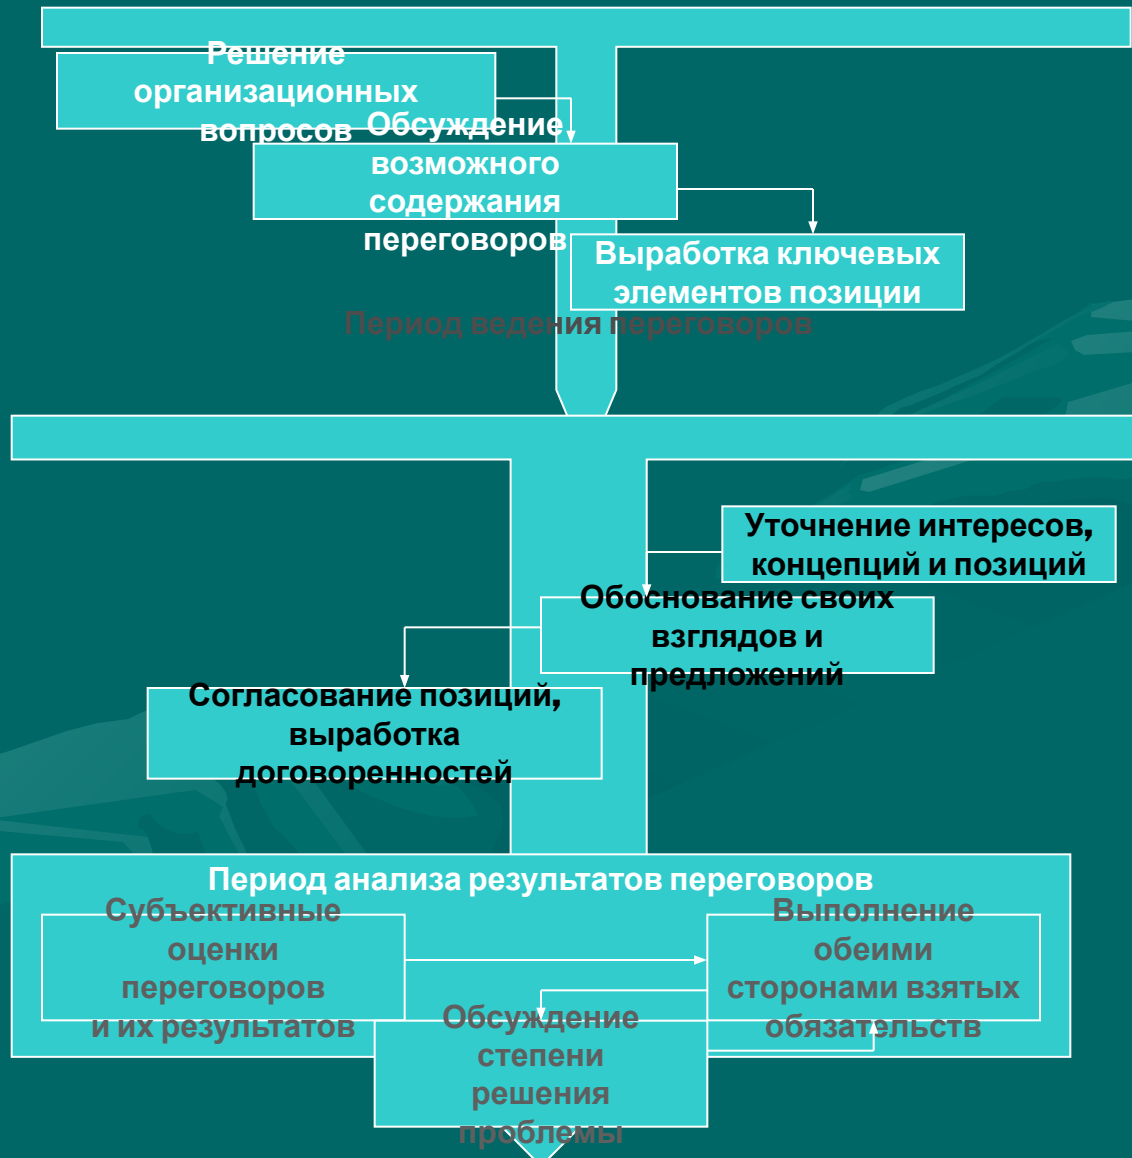 Решение
организационных
вопросов
Обсуждение
возможного
содержания
переговоров
Выработка ключевых
элементов позиции
Период ведения переговоров
Уточнение интересов,
концепций и позиций
Обоснование своих
взглядов и
предложений
Согласование позиций,
выработка
договоренностей
Период анализа результатов переговоров
Субъективные
оценки
переговоров
и их результатов
Выполнение
обеими
сторонами взятых
обязательств
Обсуждение
степени
решения
проблемы